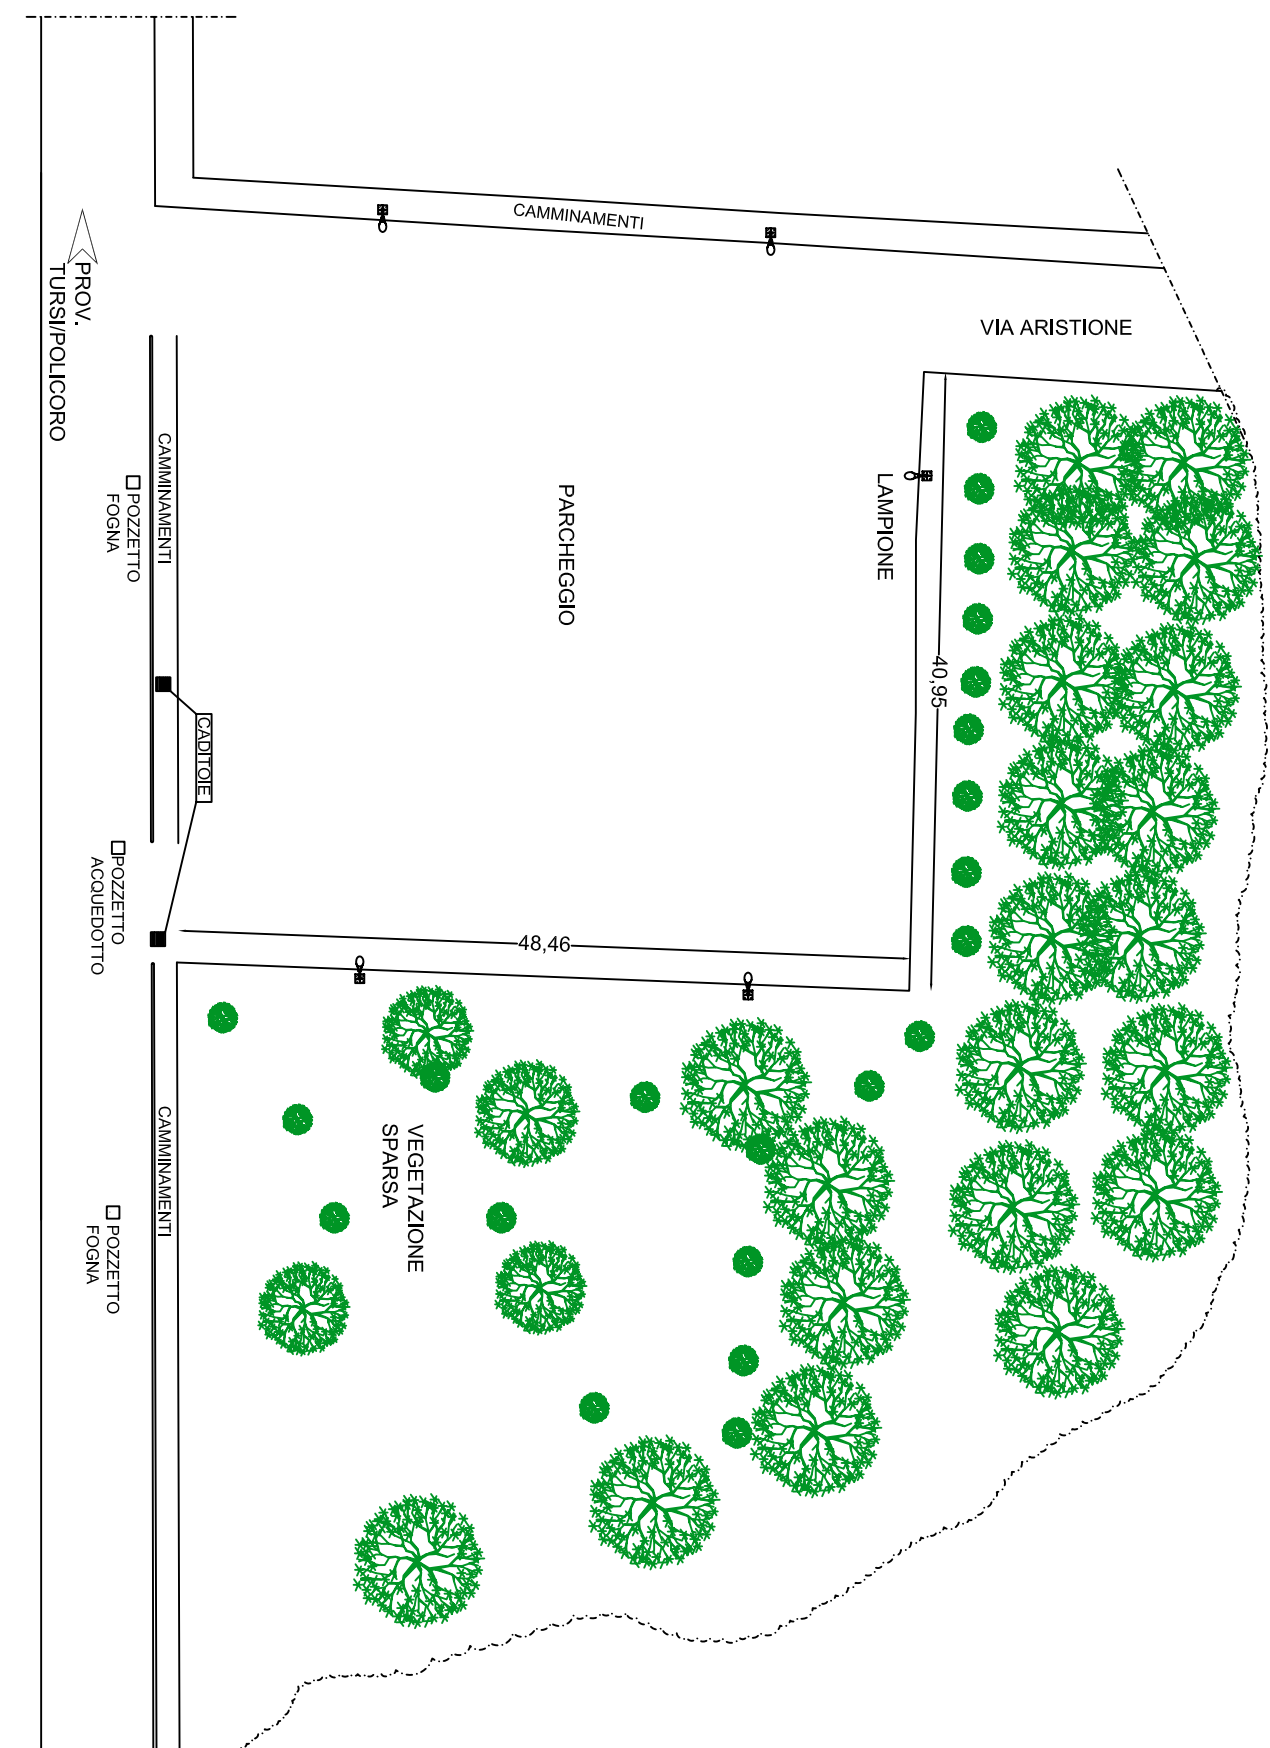 CAMMINAMENTI
VIA ARISTIONE
PROV.
TURSI/POLICORO
CAMMINAMENTI
POZZETTO
FOGNA
PARCHEGGIO
LAMPIONE
40,95
CADITOIE
POZZETTO
ACQUEDOTTO
48,46
CAMMINAMENTI
VEGETAZIONE
SPARSA
POZZETTO
FOGNA